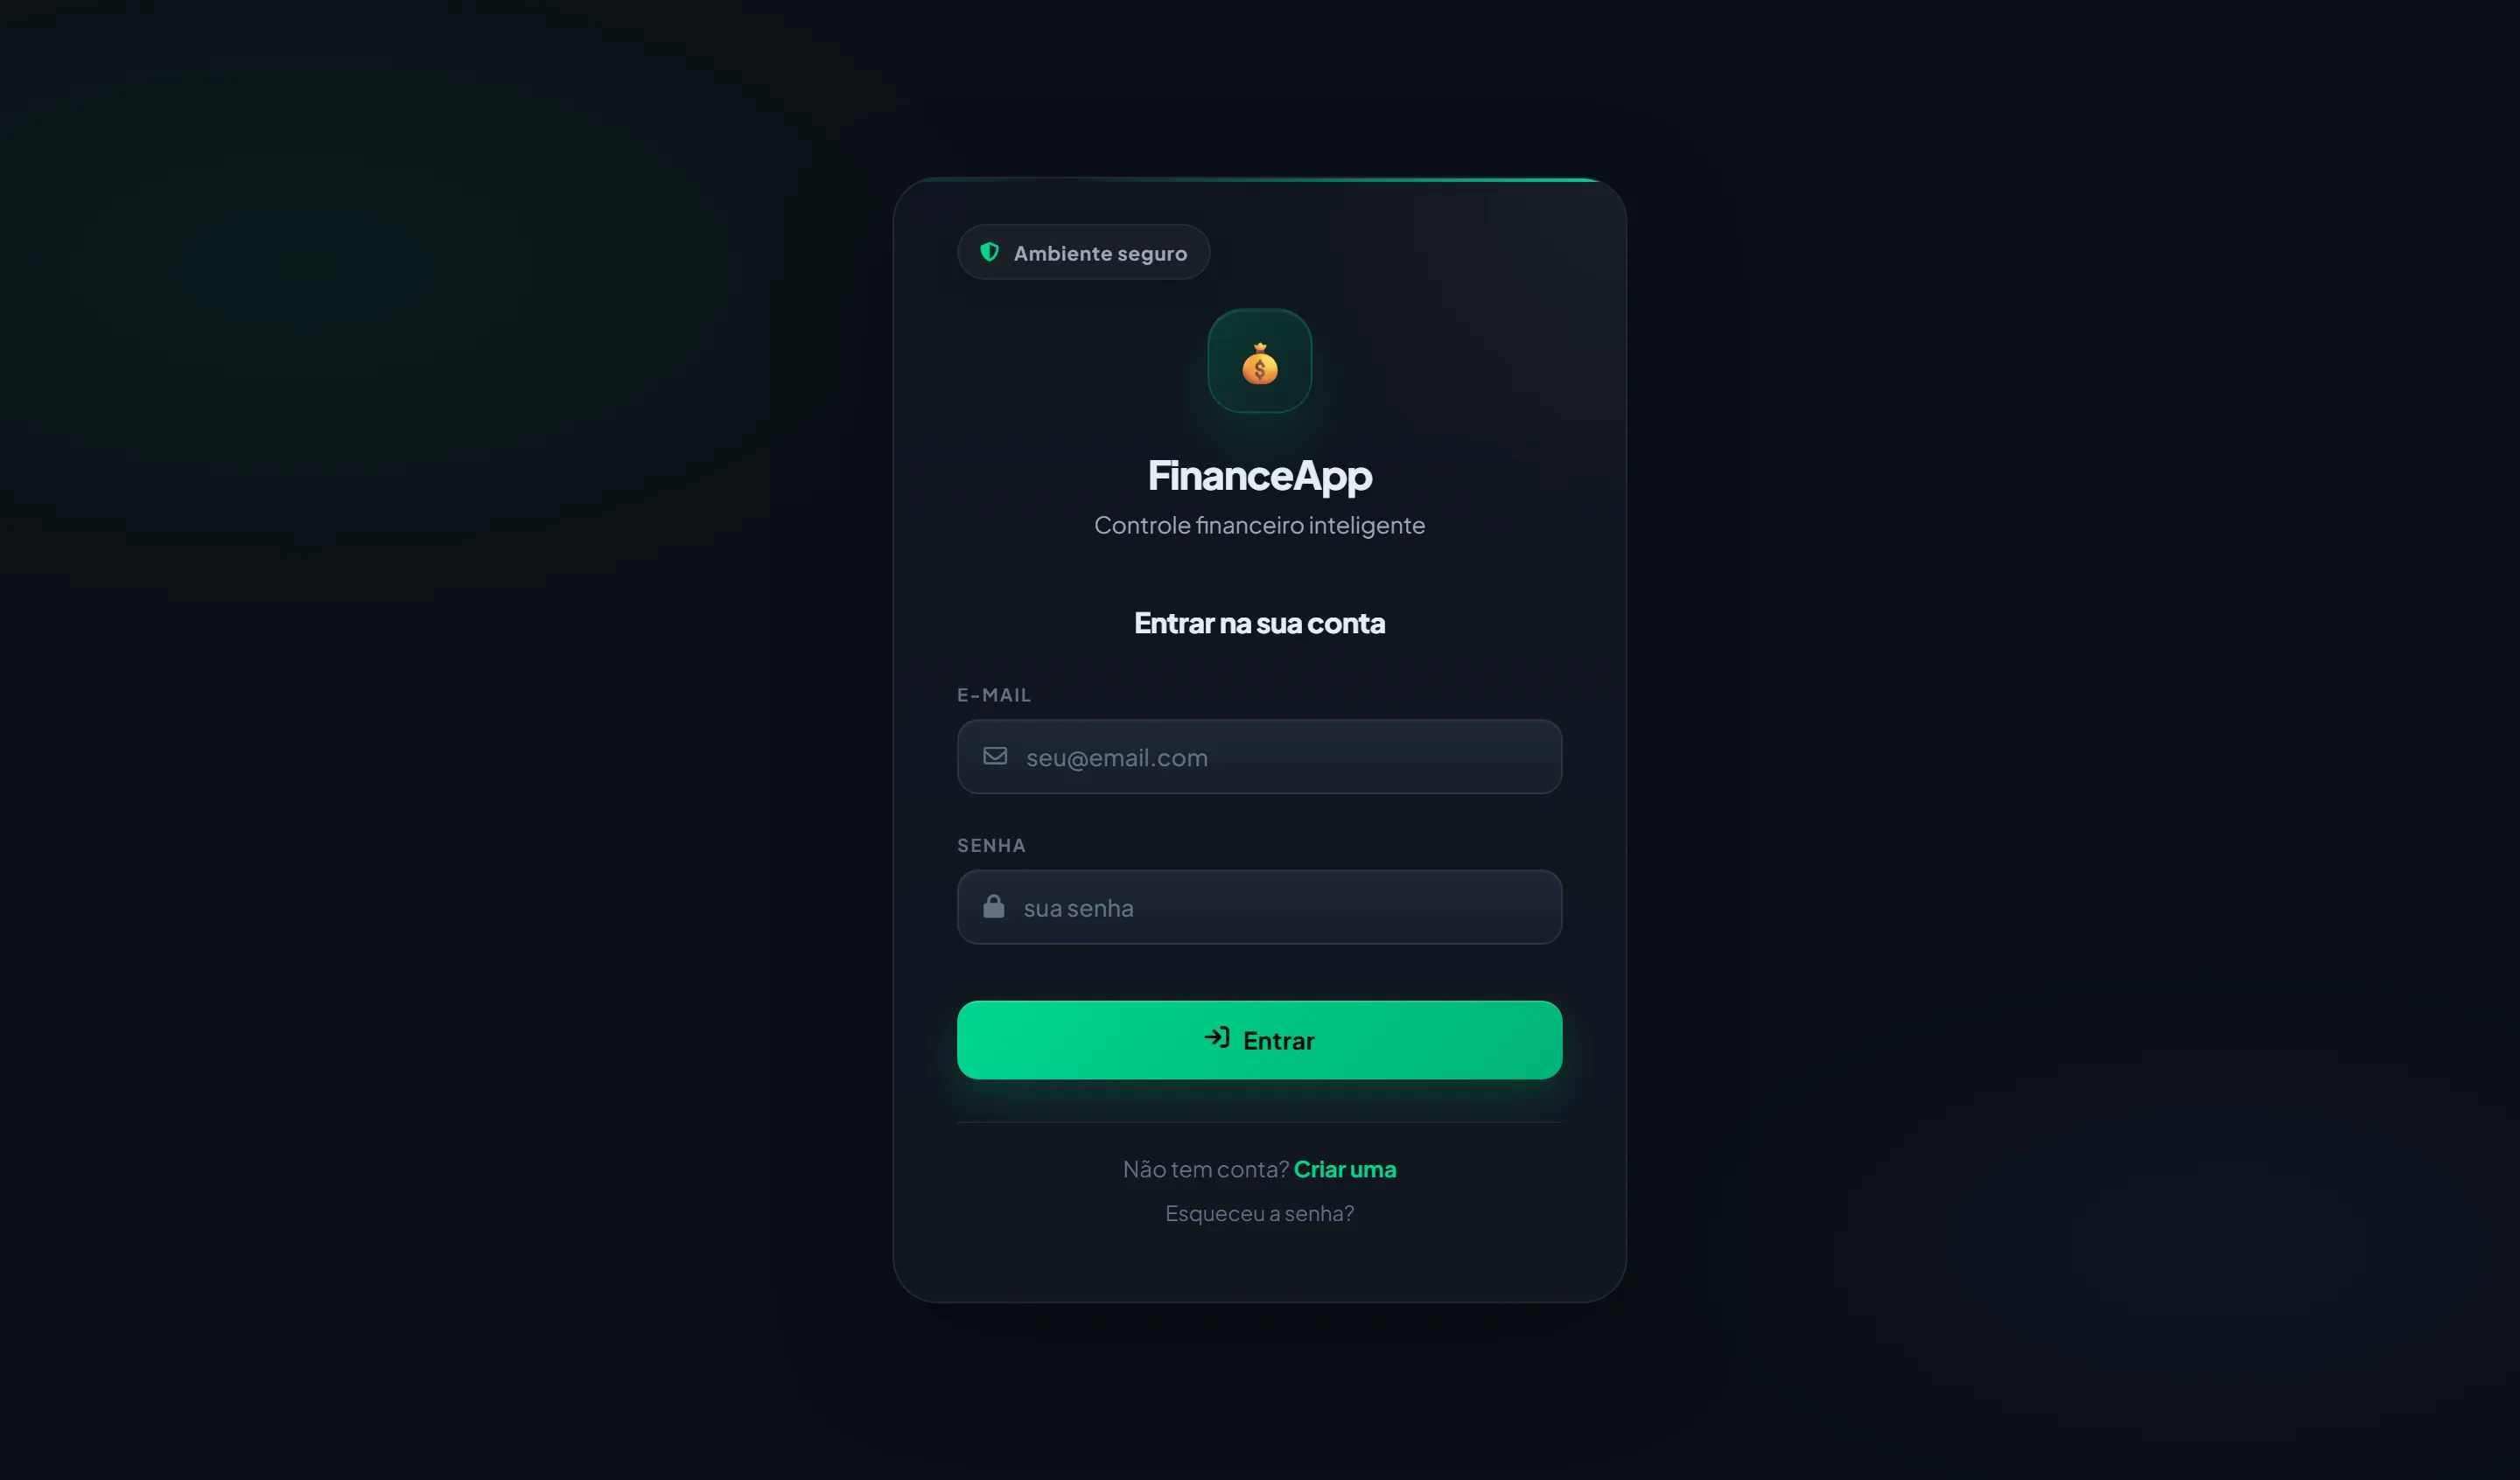 Ambiente seguro
FinanceApp
Controle financeiro inteligente
Entrar na sua conta
E-MAIL
seu@email.com
SENHA
sua senha
Entrar
Não tem conta? Criar uma
Esqueceu a senha?